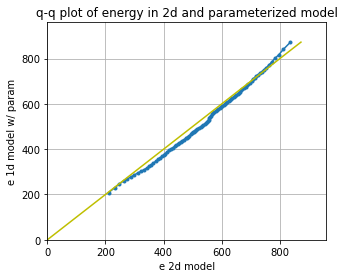 q-q plot of energy in 2d and parameterized model
e 1d model w/ param
800
600
400
200
0
0 200 400 600 800
e 2d model